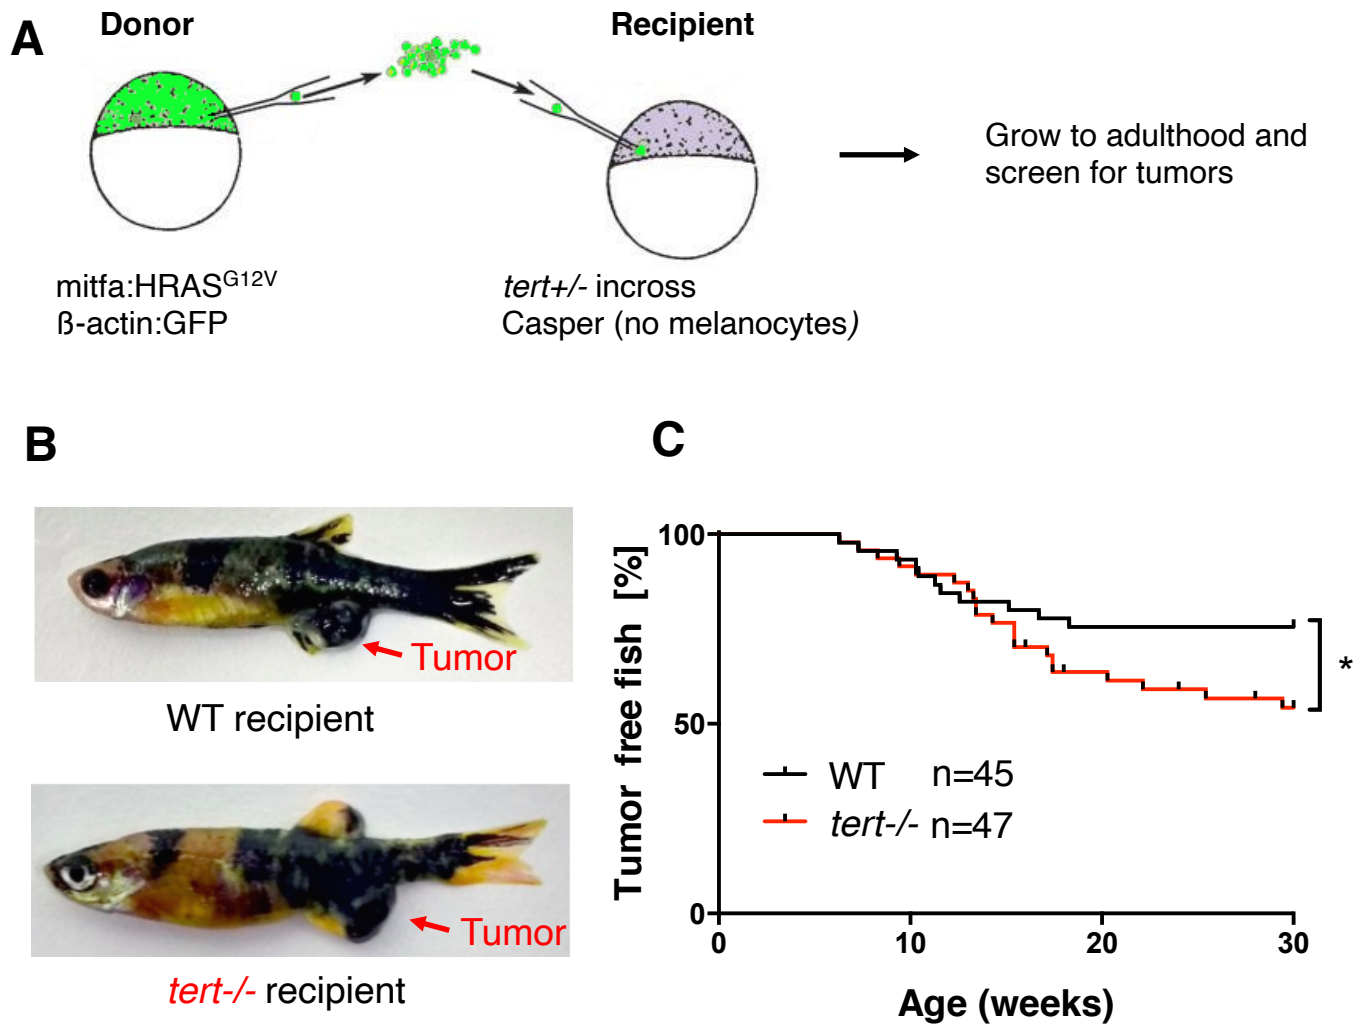 A
Donor
Recipient
Grow to adulthood and
screen for tumors
mitfa:HRASG12V
ß-actin:GFP
tert+/- incross
Casper (no melanocytes)
B
Tumor
WT recipient
Tumor
tert-/- recipient
C
Tumor free fish [%]
100
50
0
0 10 20 30
Age (weeks)
WT n=45
tert-/- n=47
*